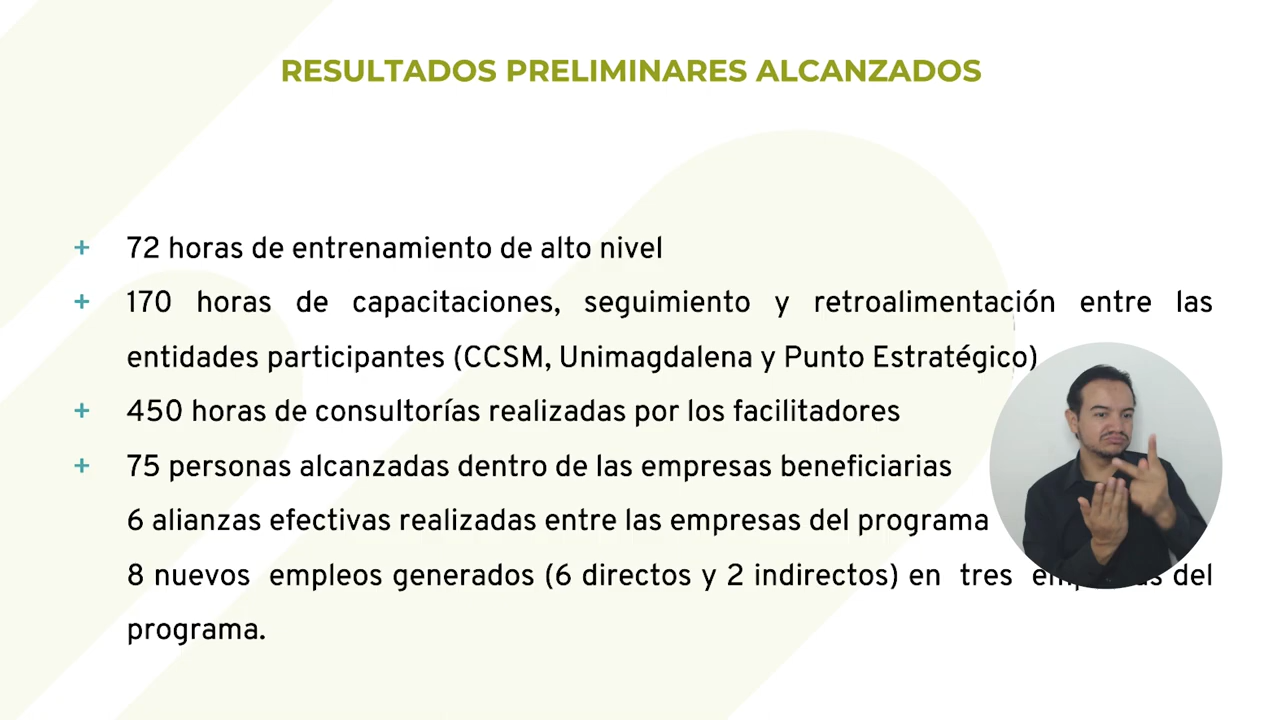 RESULTADOS PRELIMINARES ALCANZADOS
+ 72 horas de entrenamiento de alto nivel
+ 170 horas de capacitaciones, seguimiento y retroalimentación entre las
entidades participantes (CCSM, Unimagdalena y Punto Estratégico)
+ 450 horas de consultorías realizadas por los facilitadores
+ 75 personas alcanzadas dentro de las empresas beneficiarias
6 alianzas efectivas realizadas entre las empresas del programa
8 nuevos empleos generados (6 directos y 2 indirectos) en tres del
programa.